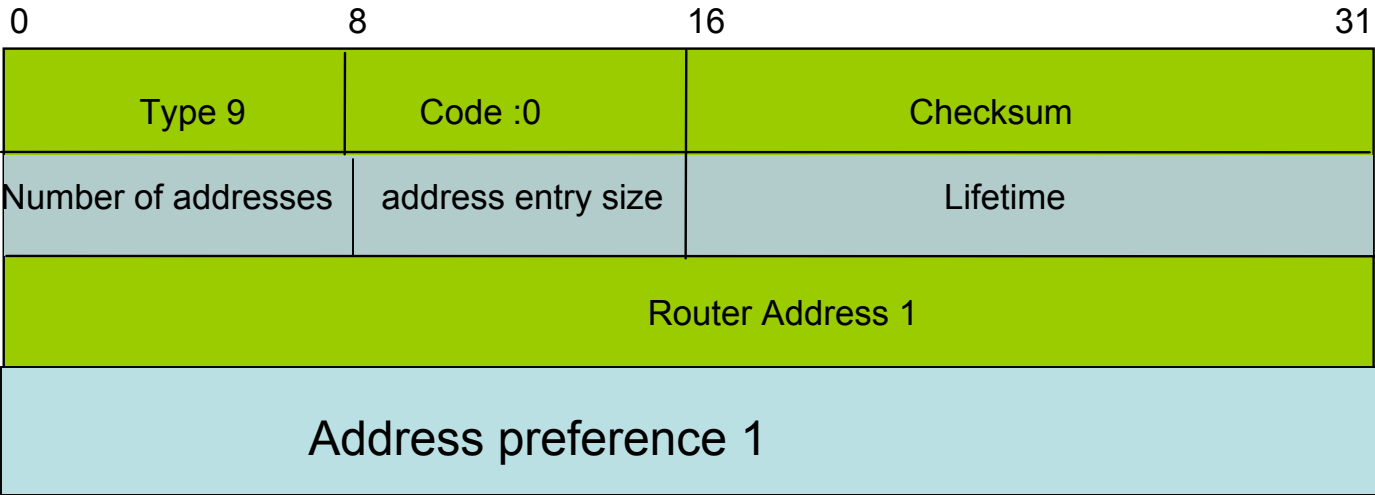 0 8 16 31
Type 9 Code :0 Checksum
Number of addresses address entry size Lifetime
Router Address 1
Address preference 1